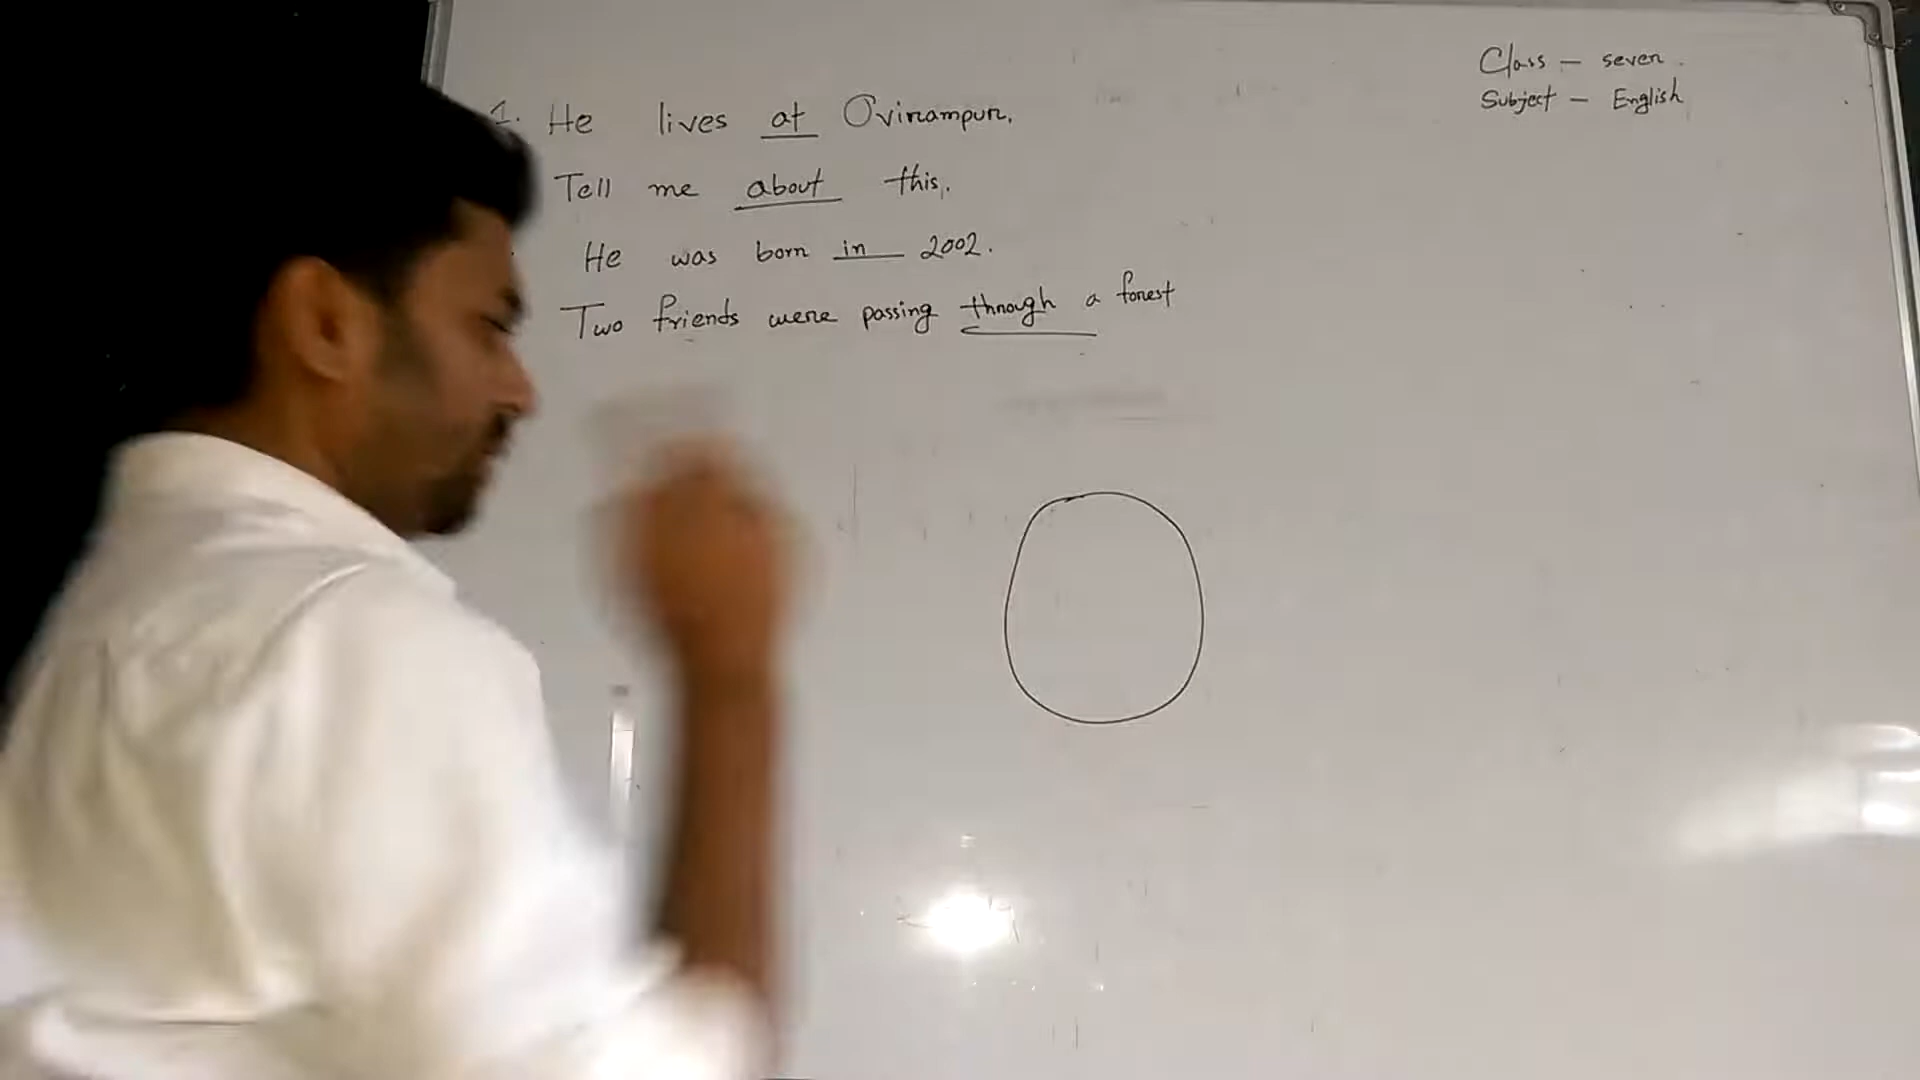 1. He lives at Ovirampur.
Tell me about this.
He was born in 2002.
Two friends were passing through a forest
Class – seven
Subject – English